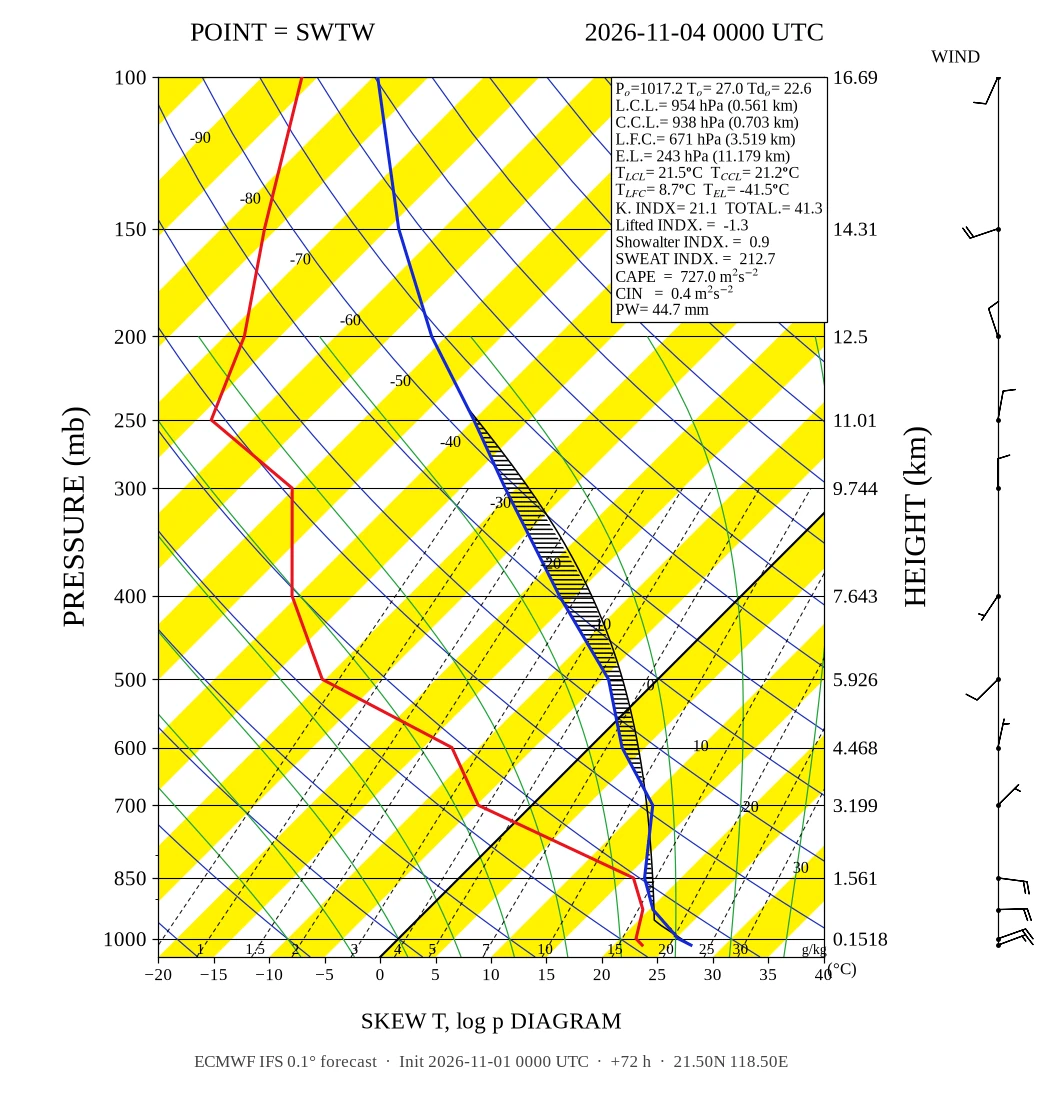 POINT = SWTW
2026-11-04 0000 UTC
WIND
Pₒ=1017.2 Tₒ= 27.0 Tdₒ= 22.6
L.C.L.= 954 hPa (0.561 km)
C.C.L.= 938 hPa (0.703 km)
L.F.C.= 671 hPa (3.519 km)
E.L.= 243 hPa (11.179 km)
T_LCL= 21.5°C T_CCL= 21.2°C
T_LFC= 8.7°C T_EL= -41.5°C
K. INDX= 21.1 TOTAL.= 41.3
Lifted INDX. = -1.3
Showalter INDX. = 0.9
SWEAT INDX. = 212.7
CAPE = 727.0 m²s⁻²
CIN = 0.4 m²s⁻²
PW= 44.7 mm
100
150
200
250
300
400
500
600
700
850
1000
PRESSURE (mb)
16.69
14.31
12.5
11.01
9.744
7.643
5.926
4.468
3.199
1.561
0.1518
HEIGHT (km)
-90
-80
-70
-60
-50
-40
-30
-20
-10
0
10
20
30
1 1.5 2 3 4 5 7 10 15 20 25 30 g/kg
−20 −15 −10 −5 0 5 10 15 20 25 30 35 40 (°C)
SKEW T, log p DIAGRAM
ECMWF IFS 0.1° forecast · Init 2026-11-01 0000 UTC · +72 h · 21.50N 118.50E